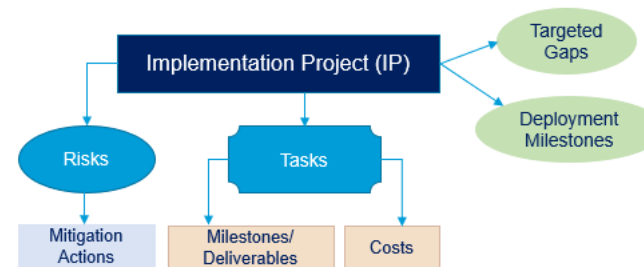 Implementation Project (IP)
Targeted
Gaps
Deployment
Milestones
Risks
Tasks
Mitigation
Actions
Milestones/
Deliverables
Costs